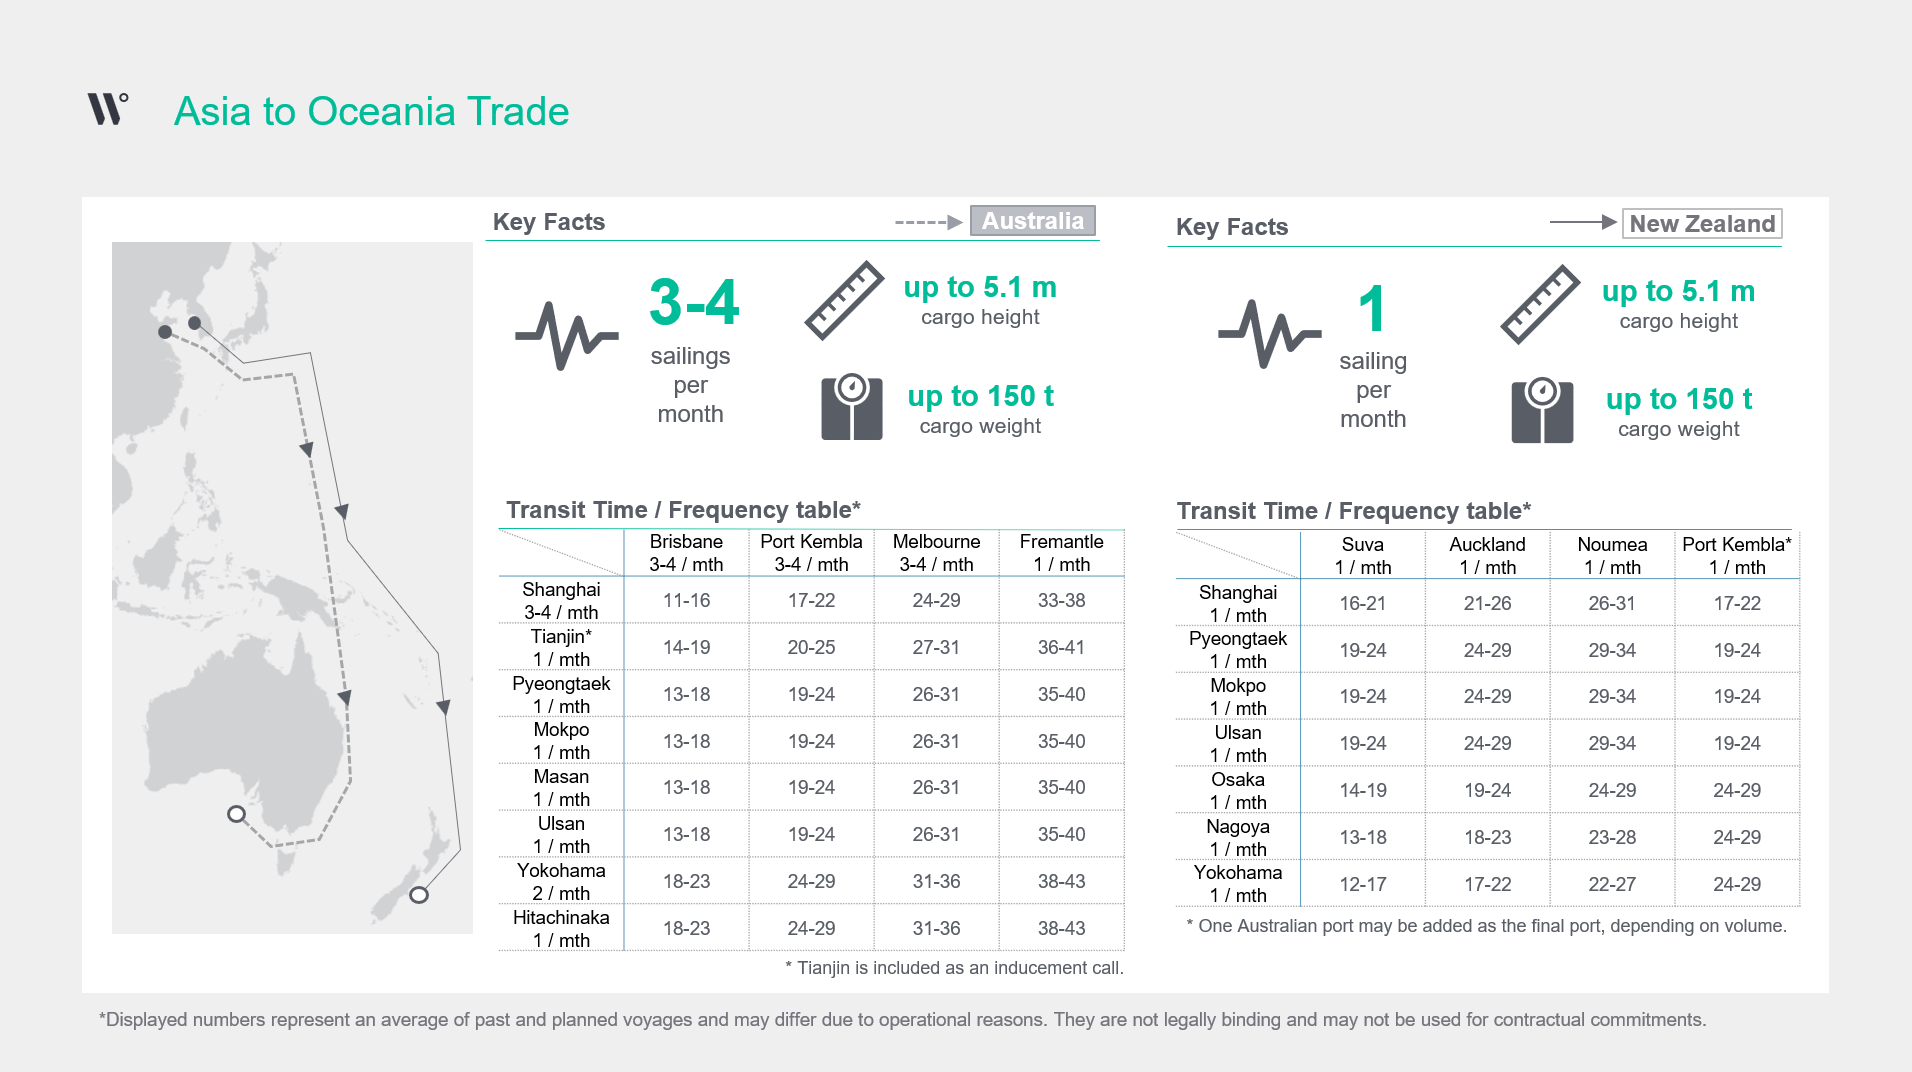 Asia to Oceania Trade
Key Facts
Australia
3-4
sailings
per
month
up to 5.1 m
cargo height
up to 150 t
cargo weight
Transit Time / Frequency table*
Brisbane Port Kembla Melbourne Fremantle
3-4 / mth 3-4 / mth 3-4 / mth 1 / mth
Shanghai
3-4 / mth 11-16 17-22 24-29 33-38
Tianjin*
1 / mth 14-19 20-25 27-31 36-41
Pyeongtaek
1 / mth 13-18 19-24 26-31 35-40
Mokpo
1 / mth 13-18 19-24 26-31 35-40
Masan
1 / mth 13-18 19-24 26-31 35-40
Ulsan
1 / mth 13-18 19-24 26-31 35-40
Yokohama
2 / mth 18-23 24-29 31-36 38-43
Hitachinaka
1 / mth 18-23 24-29 31-36 38-43
* Tianjin is included as an inducement call.
Key Facts
New Zealand
1
sailing
per
month
up to 5.1 m
cargo height
up to 150 t
cargo weight
Transit Time / Frequency table*
Suva Auckland Noumea Port Kembla*
1 / mth 1 / mth 1 / mth 1 / mth
Shanghai
1 / mth 16-21 21-26 26-31 17-22
Pyeongtaek
1 / mth 19-24 24-29 29-34 19-24
Mokpo
1 / mth 19-24 24-29 29-34 19-24
Ulsan
1 / mth 19-24 24-29 29-34 19-24
Osaka
1 / mth 14-19 19-24 24-29 24-29
Nagoya
1 / mth 13-18 18-23 23-28 24-29
Yokohama
1 / mth 12-17 17-22 22-27 24-29
* One Australian port may be added as the final port, depending on volume.
*Displayed numbers represent an average of past and planned voyages and may differ due to operational reasons. They are not legally binding and may not be used for contractual commitments.